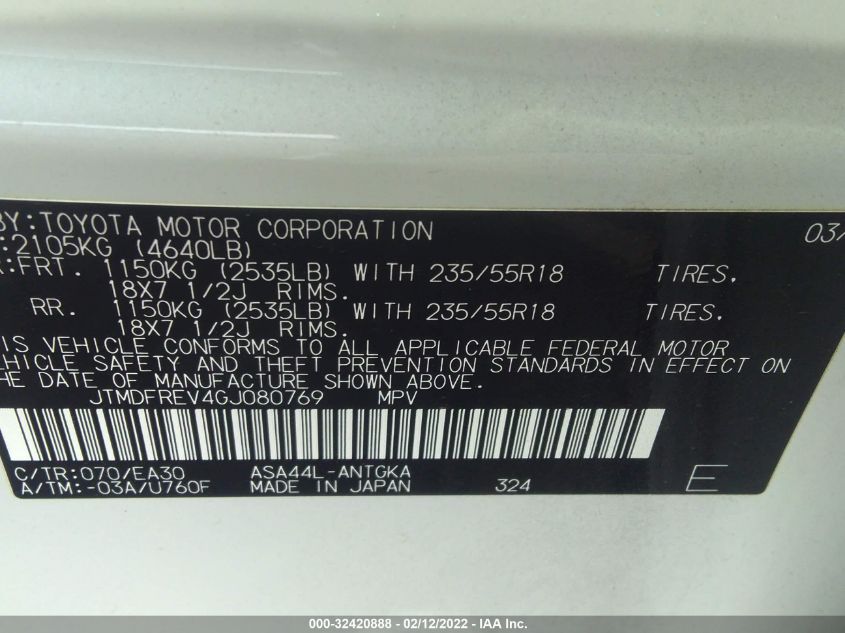 BY:TOYOTA MOTOR CORPORATION 03/
:2105KG (4640LB)
:FRT. 1150KG (2535LB) WITH 235/55R18 TIRES.
18X7 1/2J RIMS.
RR. 1150KG (2535LB) WITH 235/55R18 TIRES.
18X7 1/2J RIMS.
IS VEHICLE CONFORMS TO ALL APPLICABLE FEDERAL MOTOR
EHICLE SAFETY AND THEFT PREVENTION STANDARDS IN EFFECT ON
HE DATE OF MANUFACTURE SHOWN ABOVE.
JTMDFREV4GJ080769 MPV
C/TR:070/EA30 ASA44L-ANTGKA
A/TM:-03A/U760F MADE IN JAPAN 324 E
000-32420888 - 02/12/2022 - IAA Inc.